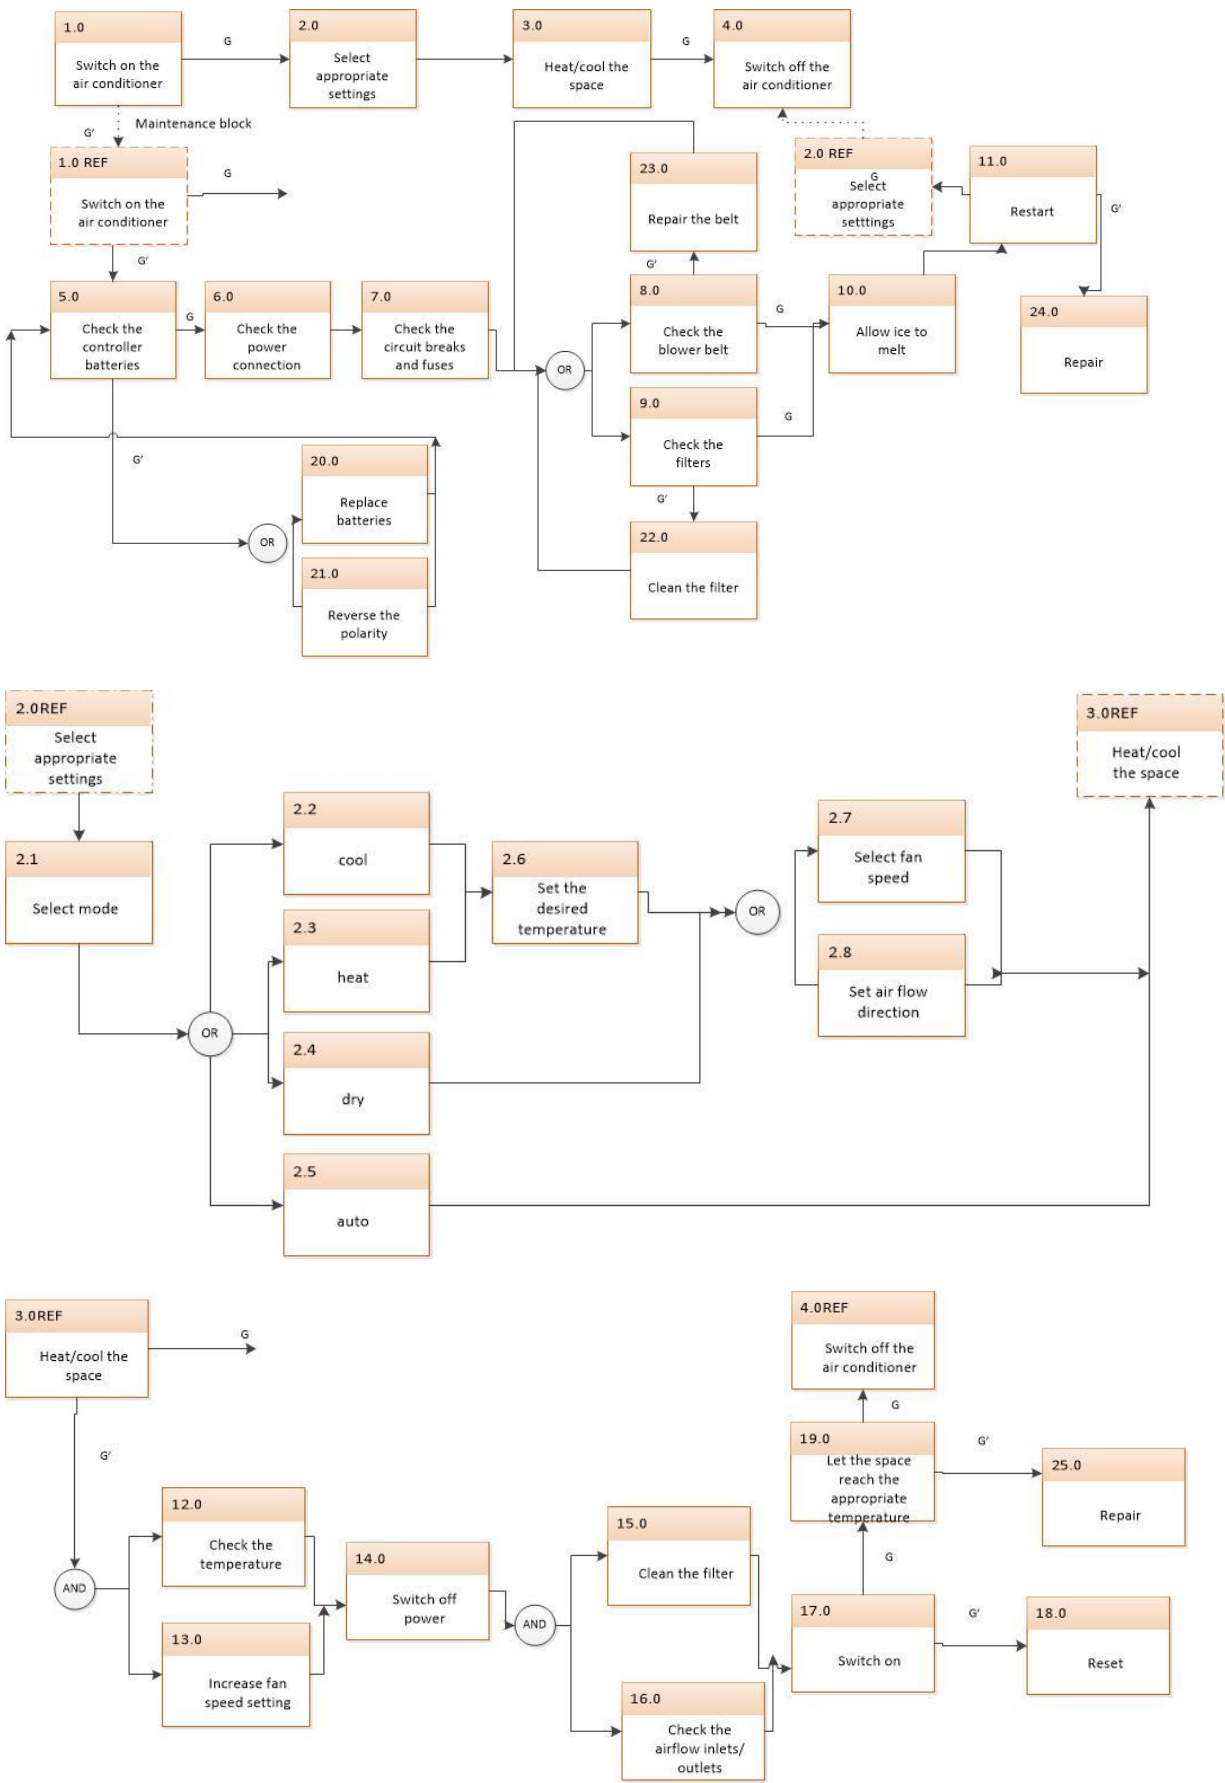 1.0
Switch on the
air conditioner
G
2.0
Select
appropriate
settings
3.0
Heat/cool the
space
G
4.0
Switch off the
air conditioner
G′
Maintenance block
1.0 REF
Switch on the
air conditioner
G
G′
23.0
Repair the belt
G′
2.0 REF
G
Select
appropriate
setttings
11.0
Restart
G′
5.0
Check the
controller
batteries
G
6.0
Check the
power
connection
7.0
Check the
circuit breaks
and fuses
OR
8.0
Check the
blower belt
G
10.0
Allow ice to
melt
24.0
Repair
9.0
Check the
filters
G
G′
G′
20.0
Replace
batteries
OR
21.0
Reverse the
polarity
22.0
Clean the filter
2.0REF
Select
appropriate
settings
3.0REF
Heat/cool
the space
2.1
Select mode
2.2
cool
2.3
heat
OR
2.4
dry
2.5
auto
2.6
Set the
desired
temperature
OR
2.7
Select fan
speed
2.8
Set air flow
direction
3.0REF
Heat/cool the
space
G
G′
AND
12.0
Check the
temperature
13.0
Increase fan
speed setting
14.0
Switch off
power
AND
15.0
Clean the filter
16.0
Check the
airflow inlets/
outlets
4.0REF
Switch off the
air conditioner
G
19.0
Let the space
reach the
appropriate
temperature
G′
25.0
Repair
G
17.0
Switch on
G′
18.0
Reset